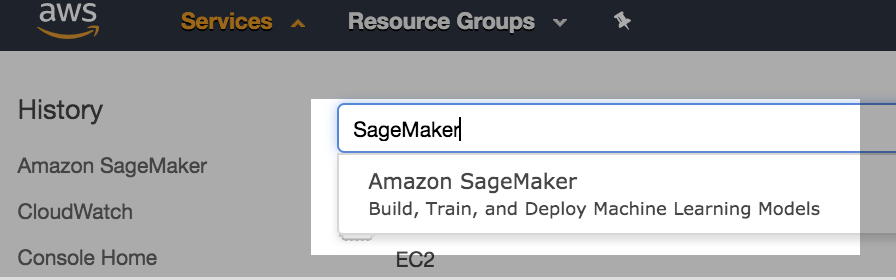 aws
Services Resource Groups
History
Amazon SageMaker
CloudWatch
Console Home
SageMaker
Amazon SageMaker
Build, Train, and Deploy Machine Learning Models
EC2